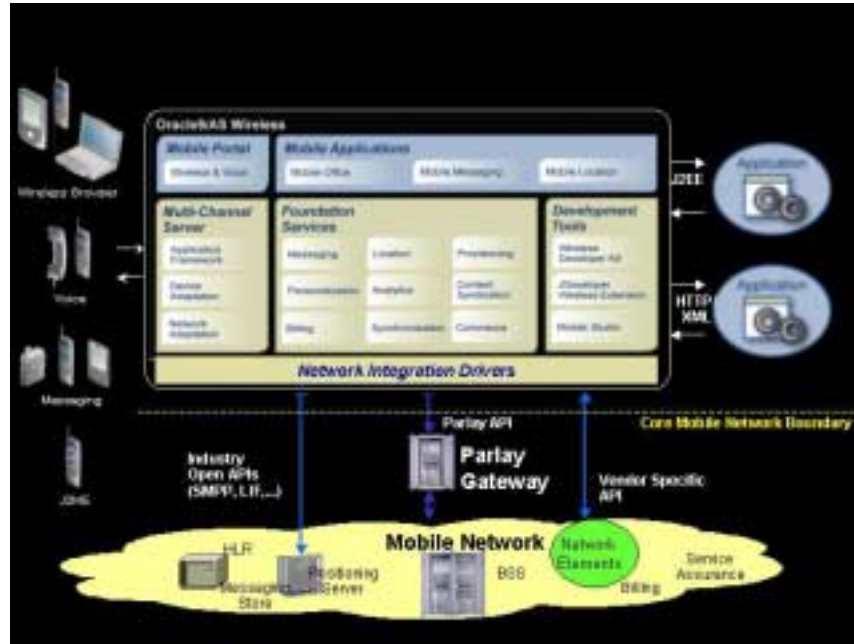 Oracle9iAS Wireless
Mobile Portal
Wireless & Voice
Mobile Applications
Mobile Office
Mobile Messaging
Mobile Location
Multi-Channel
Server
Application
Framework
Device
Adaptation
Network
Adaptation
Foundation
Services
Messaging
Location
Provisioning
Personalization
Analytics
Content
Syndication
Billing
Synchronization
Commerce
Development
Tools
Wireless
Developer Kit
JDeveloper
Wireless Extension
Mobile Studio
Network Integration Drivers
Wireless Browser
Voice
Messaging
J2ME
J2EE
Application
HTTP
XML
Application
Core Mobile Network Boundary
Industry
Open APIs
(SMPP, LIF,...)
Parlay API
Parlay
Gateway
Vendor Specific
API
Mobile Network
HLR
Messaging
Store
Positioning
Server
BSS
Network
Elements
Billing
Service
Assurance